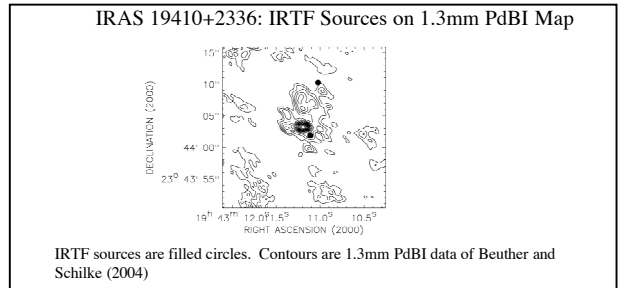 IRAS 19410+2336: IRTF Sources on 1.3mm PdBI Map
15"
10"
05"
44' 00"
23° 43' 55"
DECLINATION (2000)
19ʰ 43ᵐ 12.0ˢ 11.5ˢ 11.0ˢ 10.5ˢ
RIGHT ASCENSION (2000)
IRTF sources are filled circles. Contours are 1.3mm PdBI data of Beuther and
Schilke (2004)